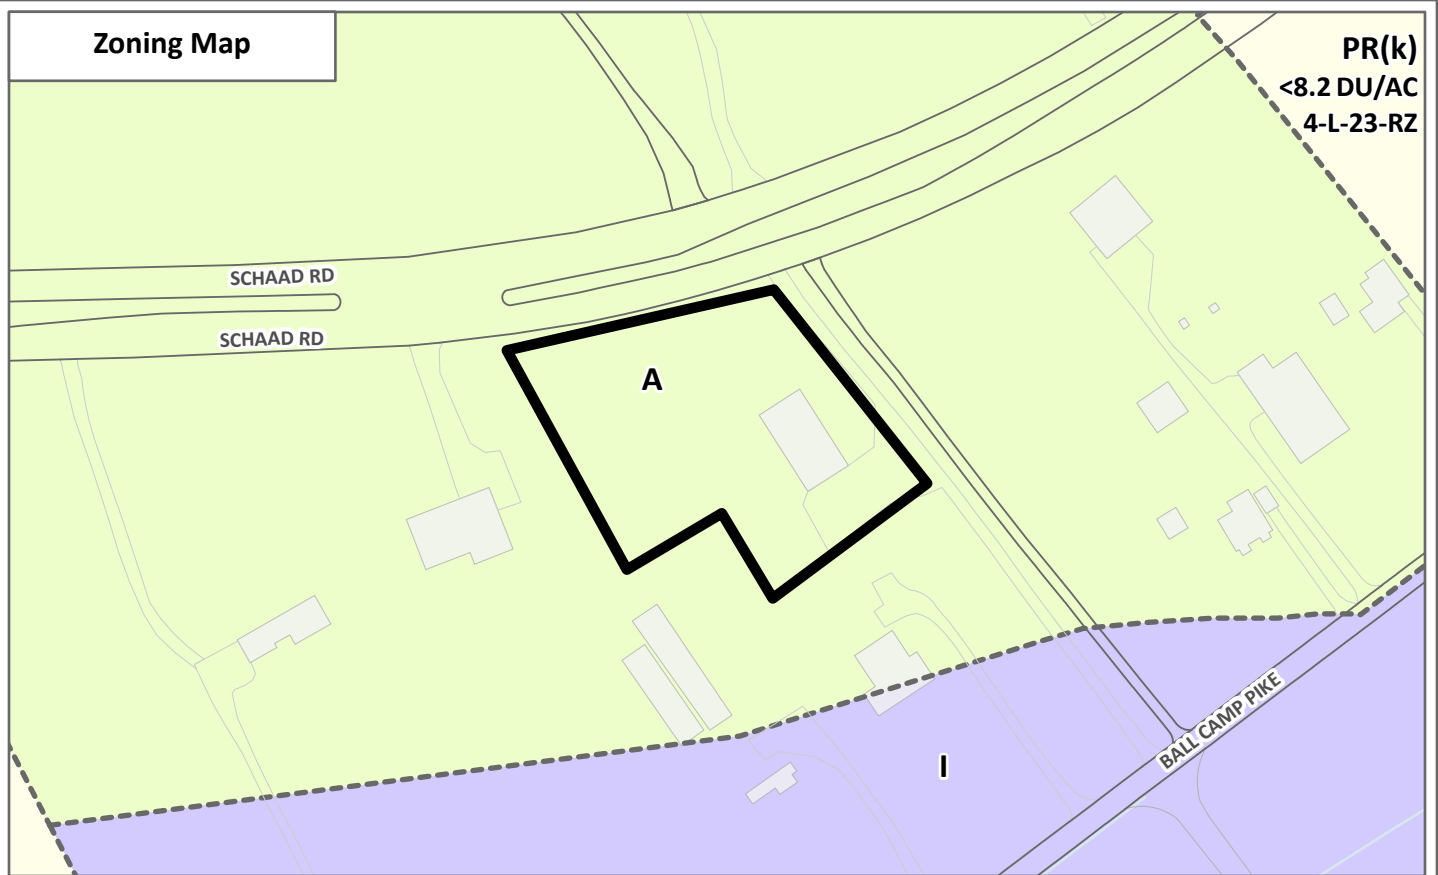 Zoning Map
PR(k)
<8.2 DU/AC
4-L-23-RZ
SCHAAD RD
SCHAAD RD
A
I
BALL CAMP PIKE